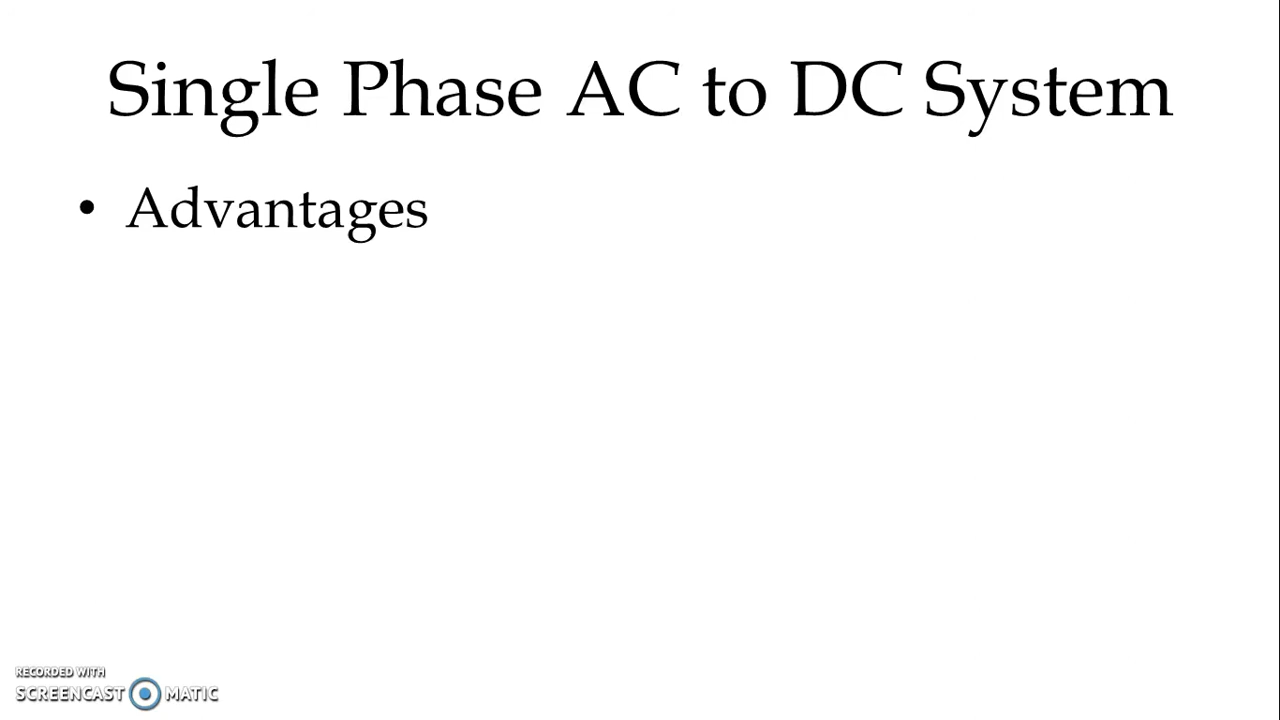 Single Phase AC to DC System
• Advantages
RECORDED WITH
SCREENCAST MATIC